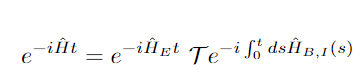 $e^{-i\hat{H}t} = e^{-i\hat{H}_E t} \; \mathcal{T} e^{-i \int_0^t ds \hat{H}_{B,I}(s)}$